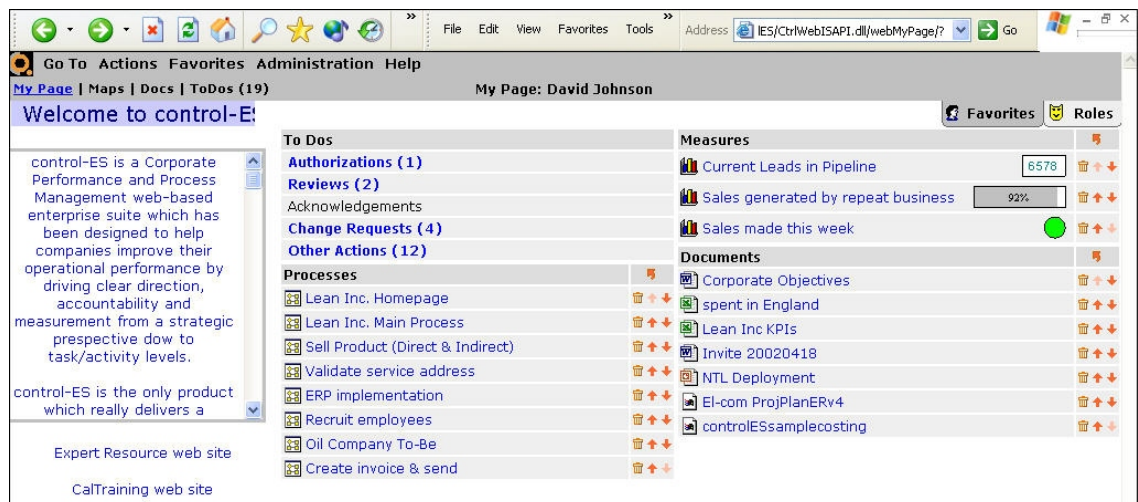 » File Edit View Favorites Tools » Address IES/CtrlWebISAPI.dll/webMyPage/? Go
Go To Actions Favorites Administration Help
My Page | Maps | Docs | ToDos (19) My Page: David Johnson
Welcome to control-ES
Favorites Roles
control-ES is a Corporate
Performance and Process
Management web-based
enterprise suite which has
been designed to help
companies improve their
operational performance by
driving clear direction,
accountability and
measurement from a strategic
prespective dow to
task/activity levels.
control-ES is the only product
which really delivers a
Expert Resource web site
CalTraining web site
To Dos
Authorizations (1)
Reviews (2)
Acknowledgements
Change Requests (4)
Other Actions (12)
Processes
Lean Inc. Homepage
Lean Inc. Main Process
Sell Product (Direct & Indirect)
Validate service address
ERP implementation
Recruit employees
Oil Company To-Be
Create invoice & send
Measures
Current Leads in Pipeline 6578
Sales generated by repeat business 92%
Sales made this week
Documents
Corporate Objectives
spent in England
Lean Inc KPIs
Invite 20020418
NTL Deployment
El-com ProjPlanERv4
controlESsamplecosting